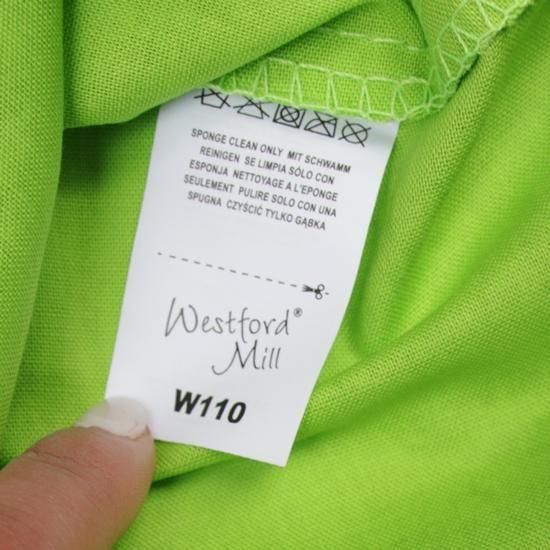 SPONGE CLEAN ONLY MIT SCHWAMM
REINIGEN SE LIMPIA SÓLO CON
ESPONJA NETTOYAGE A L'EPONGE
SEULEMENT PULIRE SOLO CON UNA
SPUGNA CZYŚCIĆ TYLKO GĄBKA
Westford®
Mill
W110